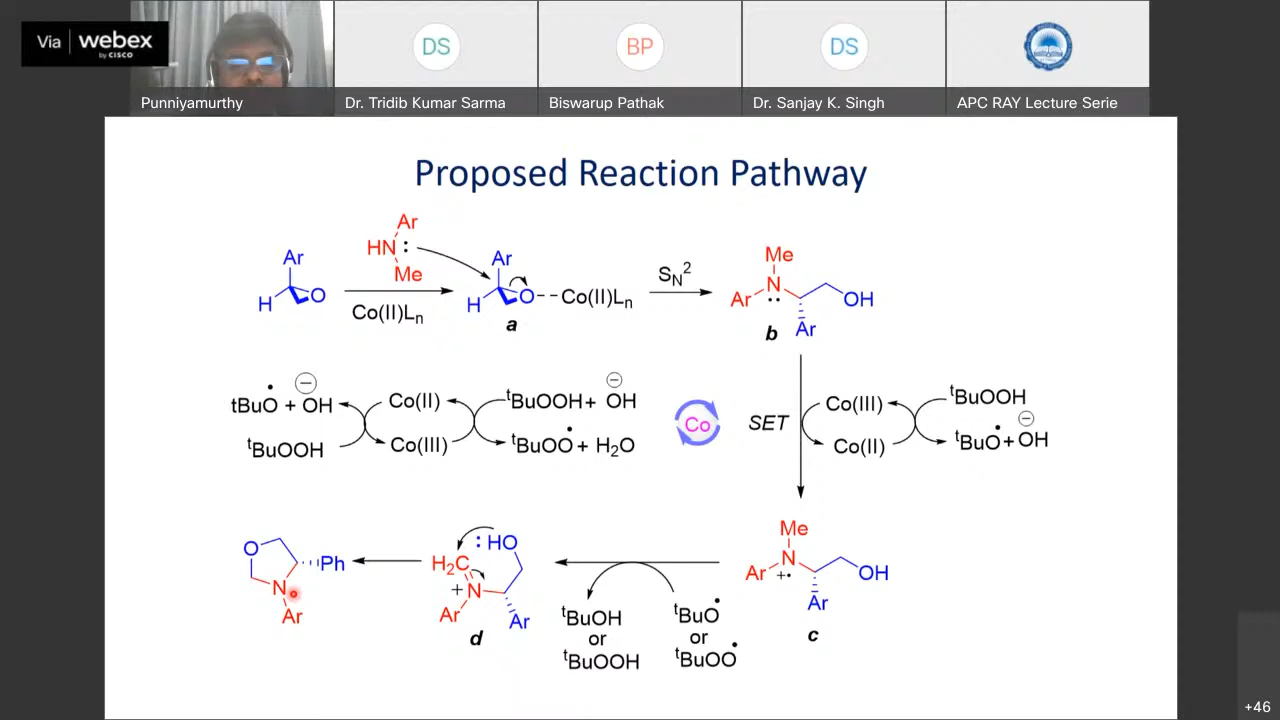 Via webex
by CISCO
DS
BP
DS
Punniyamurthy
Dr. Tridib Kumar Sarma
Biswarup Pathak
Dr. Sanjay K. Singh
APC RAY Lecture Serie
Proposed Reaction Pathway
Ar
H
O
Ar
HN:
Me
Co(II)Ln
Ar
H
O--Co(II)Ln
a
SN2
Me
N
Ar
OH
Ar
b
tBuO• + OH⊖
tBuOOH
Co(II)
Co(III)
tBuOOH + OH⊖
tBuOO• + H2O
Co
SET
Co(III)
Co(II)
tBuOOH
tBuO• + OH⊖
O
Ph
N
Ar
:HO
H2C
+N
Ar
Ar
d
tBuOH
or
tBuOOH
tBuO•
or
tBuOO•
Me
N
Ar
+•
OH
Ar
c
+46